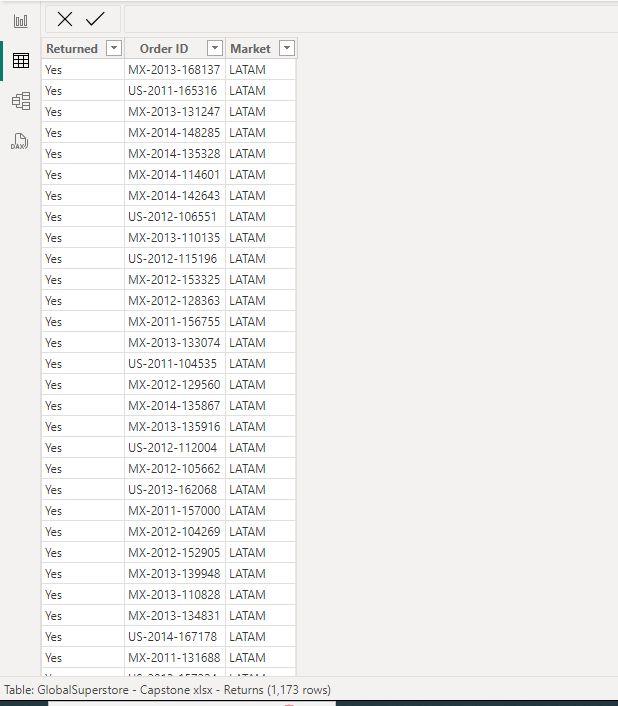 Returned Order ID Market
Yes MX-2013-168137 LATAM
Yes US-2011-165316 LATAM
Yes MX-2013-131247 LATAM
Yes MX-2014-148285 LATAM
Yes MX-2014-135328 LATAM
Yes MX-2014-114601 LATAM
Yes MX-2014-142643 LATAM
Yes US-2012-106551 LATAM
Yes MX-2013-110135 LATAM
Yes US-2012-115196 LATAM
Yes MX-2012-153325 LATAM
Yes MX-2012-128363 LATAM
Yes MX-2011-156755 LATAM
Yes MX-2013-133074 LATAM
Yes US-2011-104535 LATAM
Yes MX-2012-129560 LATAM
Yes MX-2014-135867 LATAM
Yes MX-2013-135916 LATAM
Yes US-2012-112004 LATAM
Yes MX-2012-105662 LATAM
Yes US-2013-162068 LATAM
Yes MX-2011-157000 LATAM
Yes MX-2012-104269 LATAM
Yes MX-2012-152905 LATAM
Yes MX-2013-139948 LATAM
Yes MX-2013-110828 LATAM
Yes MX-2013-134831 LATAM
Yes US-2014-167178 LATAM
Yes MX-2011-131688 LATAM
DAX
Table: GlobalSuperstore - Capstone xlsx - Returns (1,173 rows)